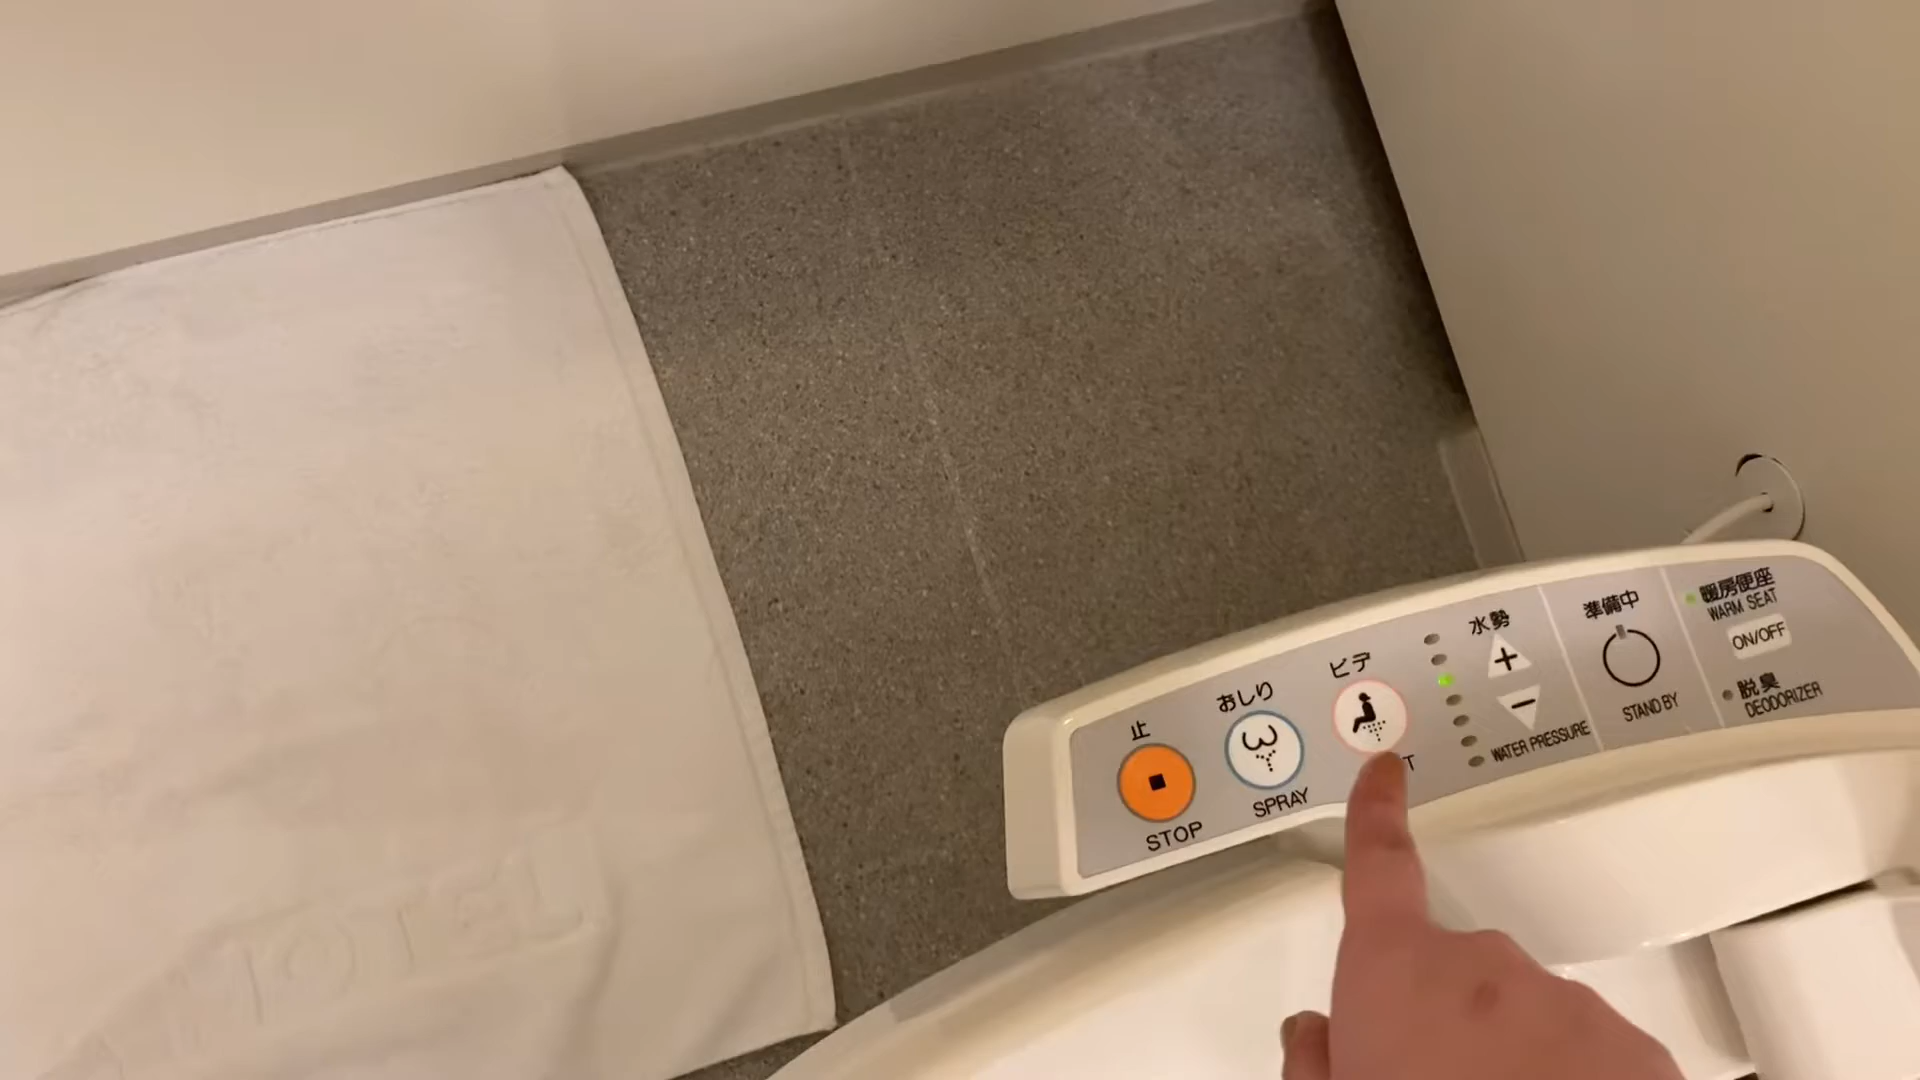 止
STOP
おしり
SPRAY
ビデ
水勢
+
-
WATER PRESSURE
準備中
STAND BY
暖房便座
WARM SEAT
ON/OFF
脱臭
DEODORIZER
HOTEL